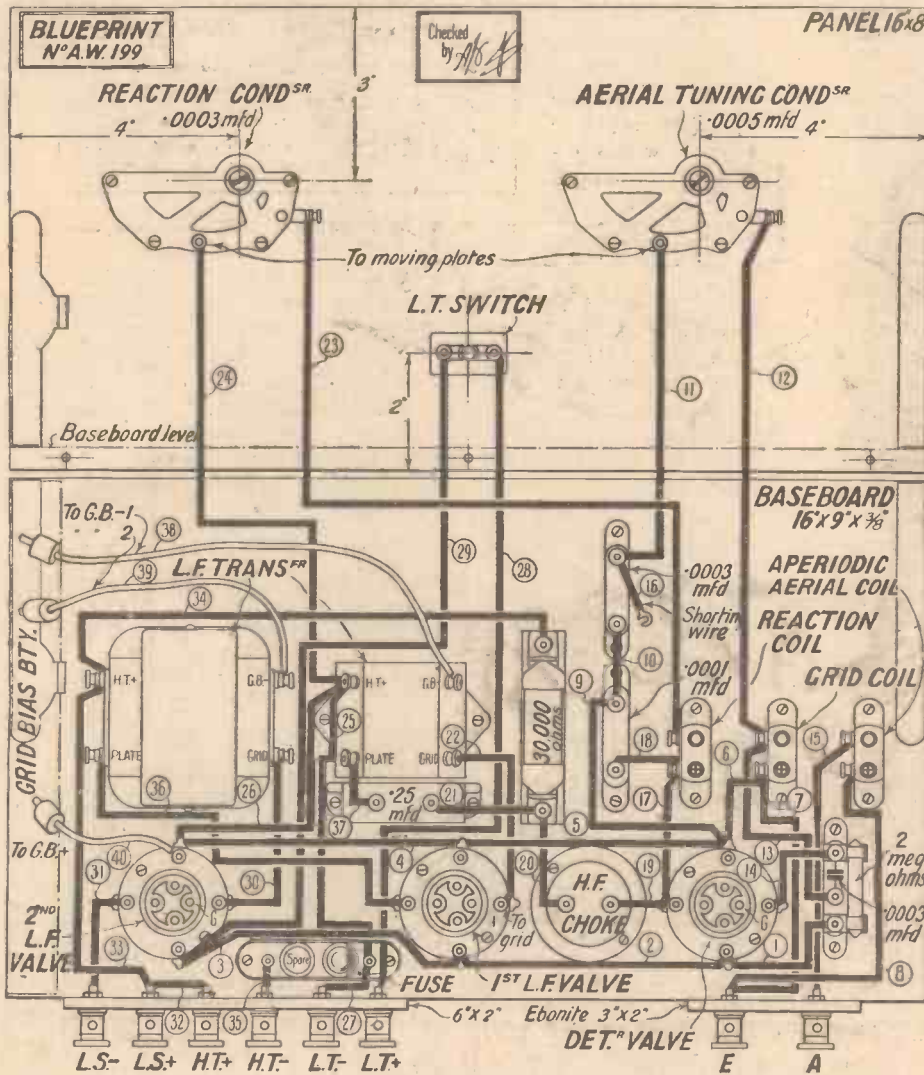 BLUEPRINT
Nº A.W. 199
Checked
by
PANEL 16"x8
3"
REACTION CONDSR.
.0003 mfd
4"
AERIAL TUNING CONDSR.
.0005 mfd
4"
To moving plates
L.T. SWITCH
24
23
11
12
2"
Baseboard level
BASEBOARD
16"x 9"x 3/8"
To G.B.-1
" " 2
38
39
L.F. TRANSFR.
29
28
34
.0003
mfd
16
Shortin
wire
APERIODIC
AERIAL COIL
REACTION
COIL
GRID COIL
10
.0001
mfd
9
GRID BIAS BTY.
H.T.+
G.B.-
PLATE
GRID
H.T.+
G.B.-
PLATE
GRID
25
22
30,000
ohms
18
6
15
36
26
37
.25
mfd
21
5
17
7
To G.B.+
40
31
30
4
20
19
13
14
2
meg
ohms
.0003
mfd
2ND
L.F.
VALVE
G
H.F.
CHOKE
To
grid
G
33
3
Spare
FUSE
1ST L.F. VALVE
2
1
8
32
35
27
6"x 2"
Ebonite 3"x 2"
DET.R VALVE
L.S.-
L.S.+
H.T.+
H.T.-
L.T.-
L.T.+
E
A